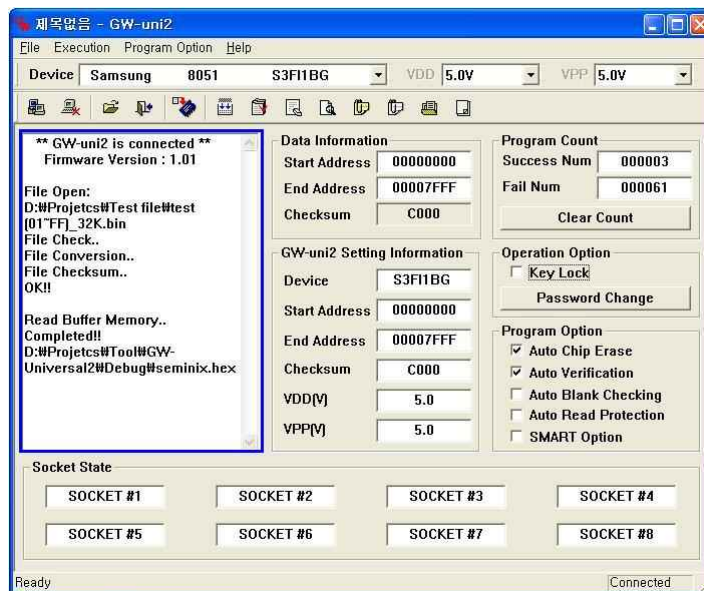 제목없음 - GW-uni2
File Execution Program Option Help
Device Samsung 8051 S3FI1BG VDD 5.0V VPP 5.0V
** GW-uni2 is connected **
Firmware Version : 1.01
File Open:
D:₩Projetcs₩Test file₩test
(01~FF)_32K.bin
File Check..
File Conversion..
File Checksum..
OK!!
Read Buffer Memory..
Completed!!
D:₩Projetcs₩Tool₩GW-
Universal2₩Debug₩seminix.hex
Data Information
Start Address 00000000
End Address 00007FFF
Checksum C000
GW-uni2 Setting Information
Device S3FI1BG
Start Address 00000000
End Address 00007FFF
Checksum C000
VDD(V) 5.0
VPP(V) 5.0
Program Count
Success Num 000003
Fail Num 000061
Clear Count
Operation Option
Key Lock
Password Change
Program Option
Auto Chip Erase
Auto Verification
Auto Blank Checking
Auto Read Protection
SMART Option
Socket State
SOCKET #1 SOCKET #2 SOCKET #3 SOCKET #4
SOCKET #5 SOCKET #6 SOCKET #7 SOCKET #8
Ready Connected